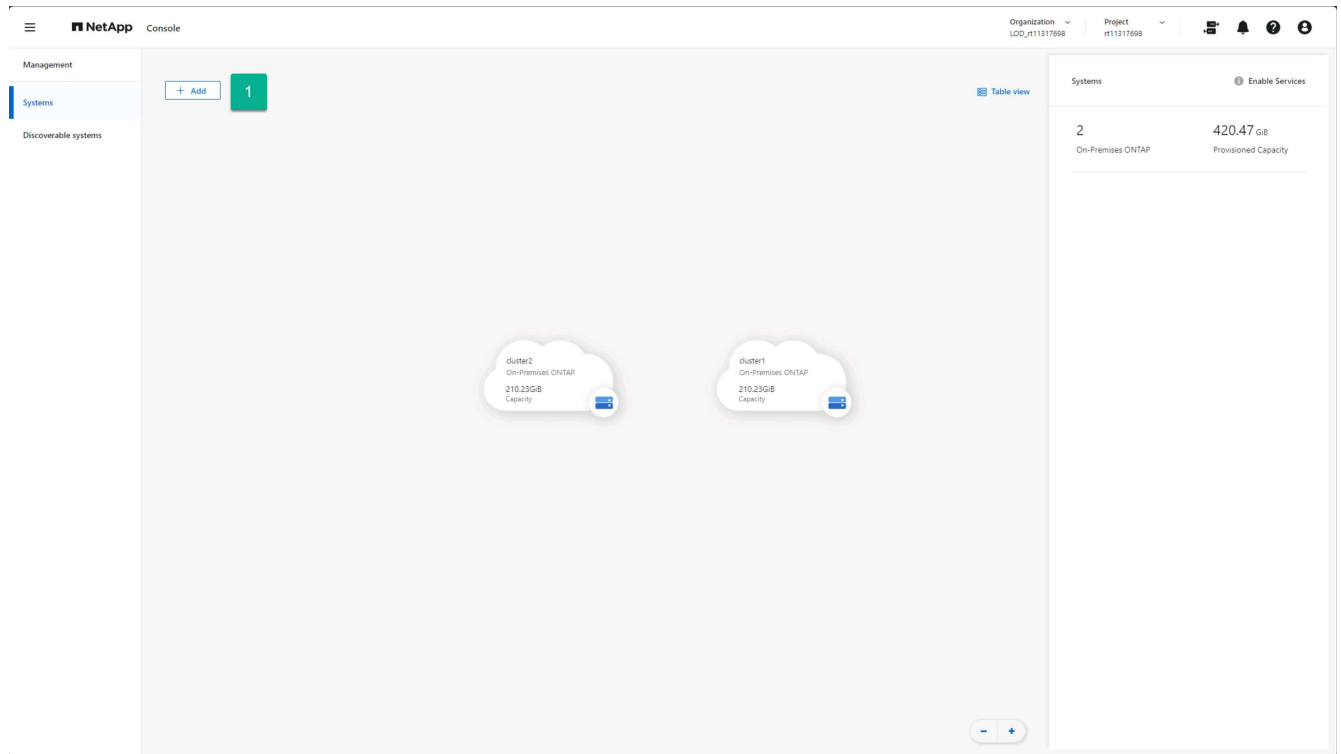 NetApp Console
Organization
LOD_rt11317698
Project
rt11317698
Management
Systems
Discoverable systems
+ Add
1
Table view
Systems
Enable Services
2
On-Premises ONTAP
420.47 GiB
Provisioned Capacity
cluster2
On-Premises ONTAP
210.23GiB
Capacity
cluster1
On-Premises ONTAP
210.23GiB
Capacity
- +